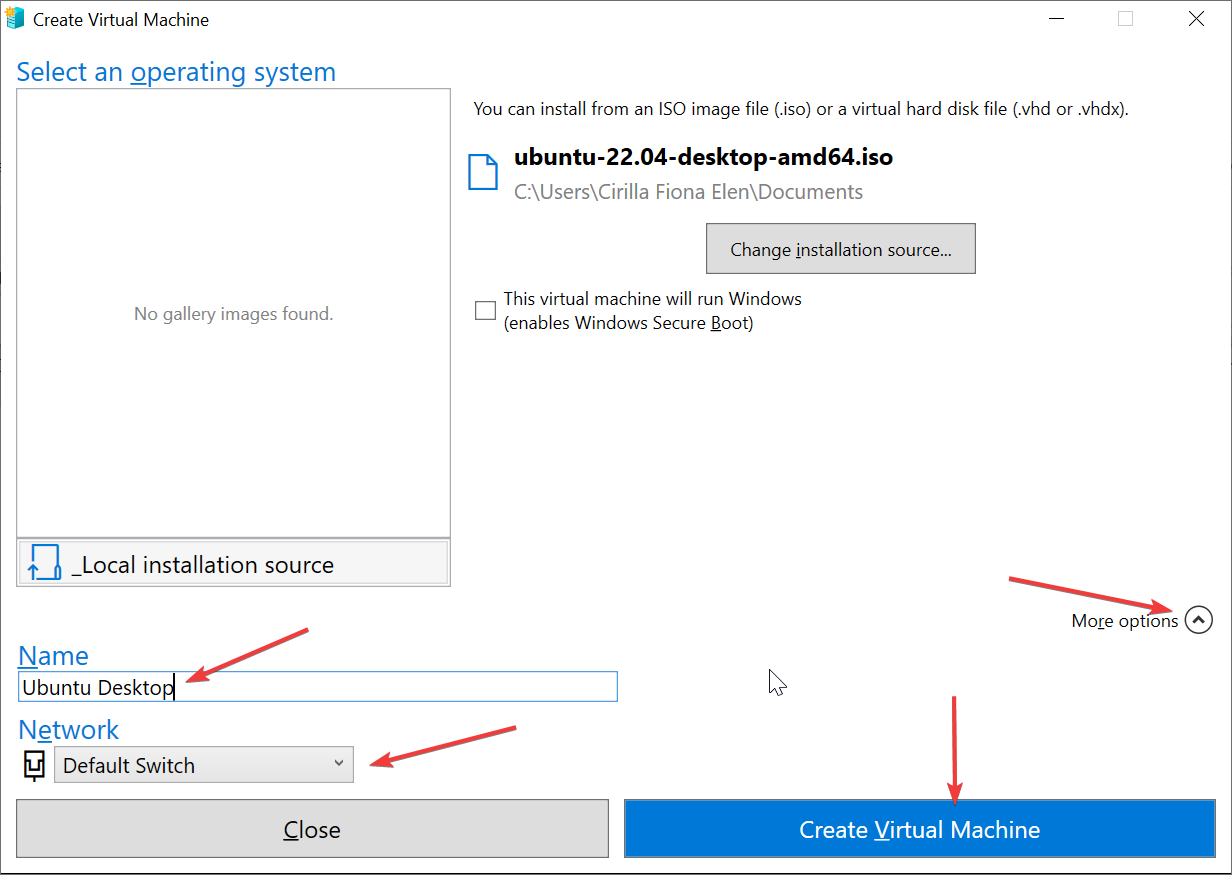 Create Virtual Machine
Select an operating system
You can install from an ISO image file (.iso) or a virtual hard disk file (.vhd or .vhdx).
ubuntu-22.04-desktop-amd64.iso
C:\Users\Cirilla Fiona Elen\Documents
Change installation source...
This virtual machine will run Windows
(enables Windows Secure Boot)
No gallery images found.
_Local installation source
More options
Name
Ubuntu Desktop
Network
Default Switch
Close
Create Virtual Machine